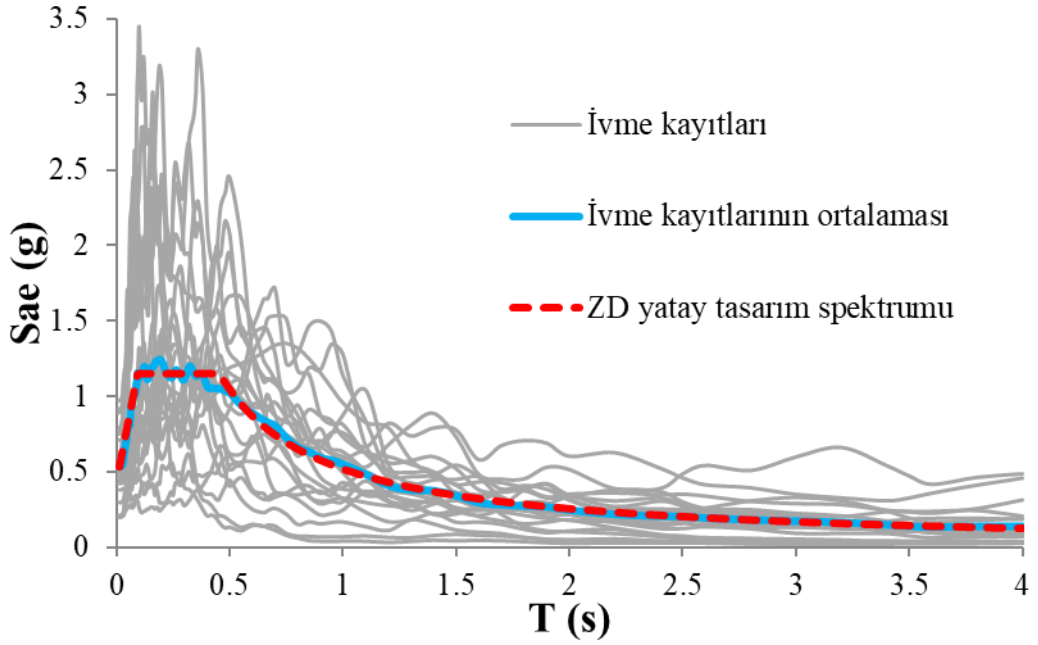 3.5
3
2.5
2
1.5
1
0.5
0
Sae (g)
İvme kayıtları
İvme kayıtlarının ortalaması
ZD yatay tasarım spektrumu
0 0.5 1 1.5 2 2.5 3 3.5 4
T (s)